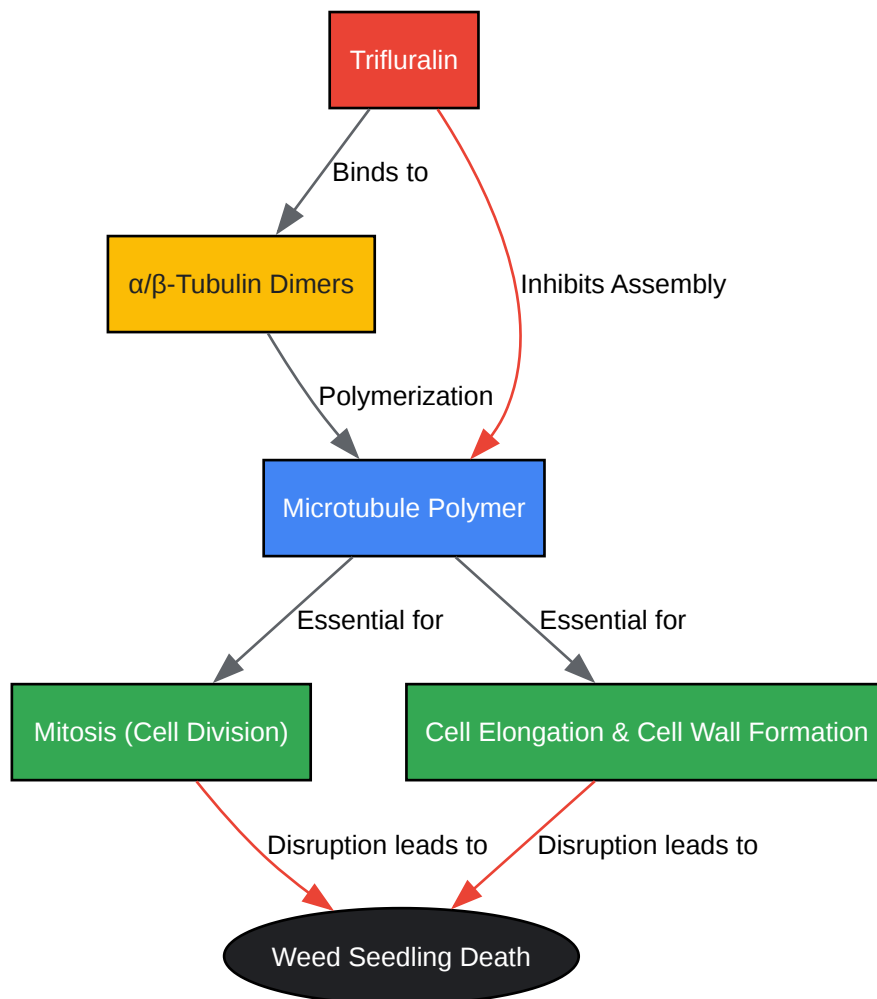 Trifluralin
Binds to
α/β-Tubulin Dimers
Inhibits Assembly
Polymerization
Microtubule Polymer
Essential for
Essential for
Mitosis (Cell Division)
Cell Elongation & Cell Wall Formation
Disruption leads to
Disruption leads to
Weed Seedling Death